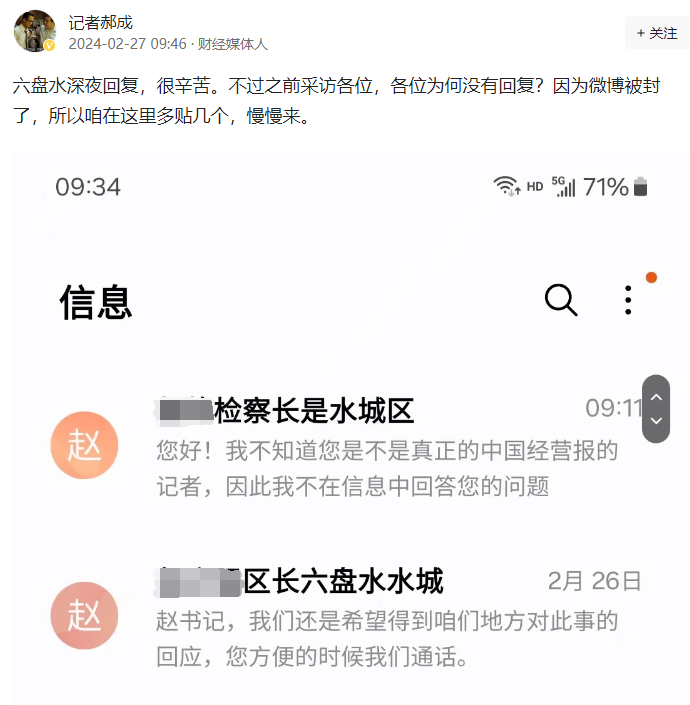 记者郝成
2024-02-27 09:46 · 财经媒体人
+ 关注
六盘水深夜回复，很辛苦。不过之前采访各位，各位为何没有回复？因为微博被封
了，所以咱在这里多贴几个，慢慢来。
09:34
HD 5G 71%
信息
检察长是水城区
09:11
赵
您好！我不知道您是不是真正的中国经营报的
记者，因此我不在信息中回答您的问题
区长六盘水水城
2月 26日
赵
赵书记，我们还是希望得到咱们地方对此事的
回应，您方便的时候我们通话。